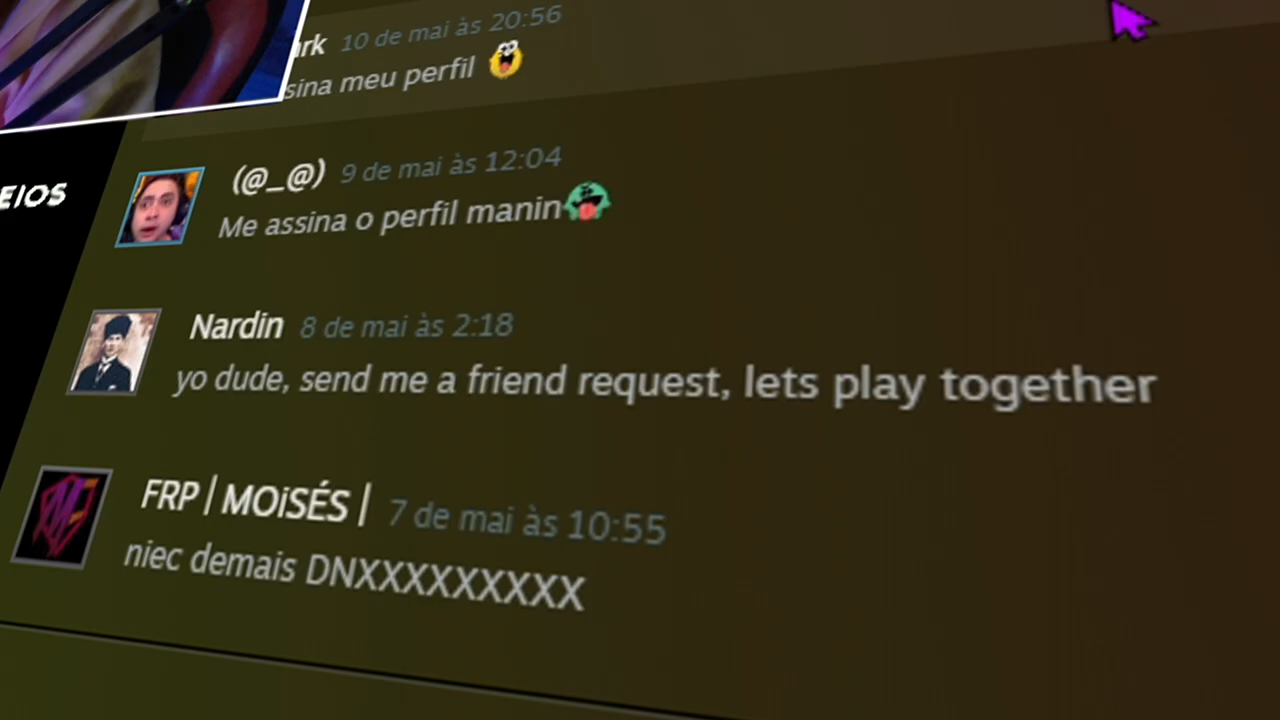 rk 10 de mai às 20:56
sina meu perfil
EIOS
(@_@) 9 de mai às 12:04
Me assina o perfil manin
Nardin 8 de mai às 2:18
yo dude, send me a friend request, lets play together
FRP | MOiSÉS | 7 de mai às 10:55
niec demais DNXXXXXXXXX